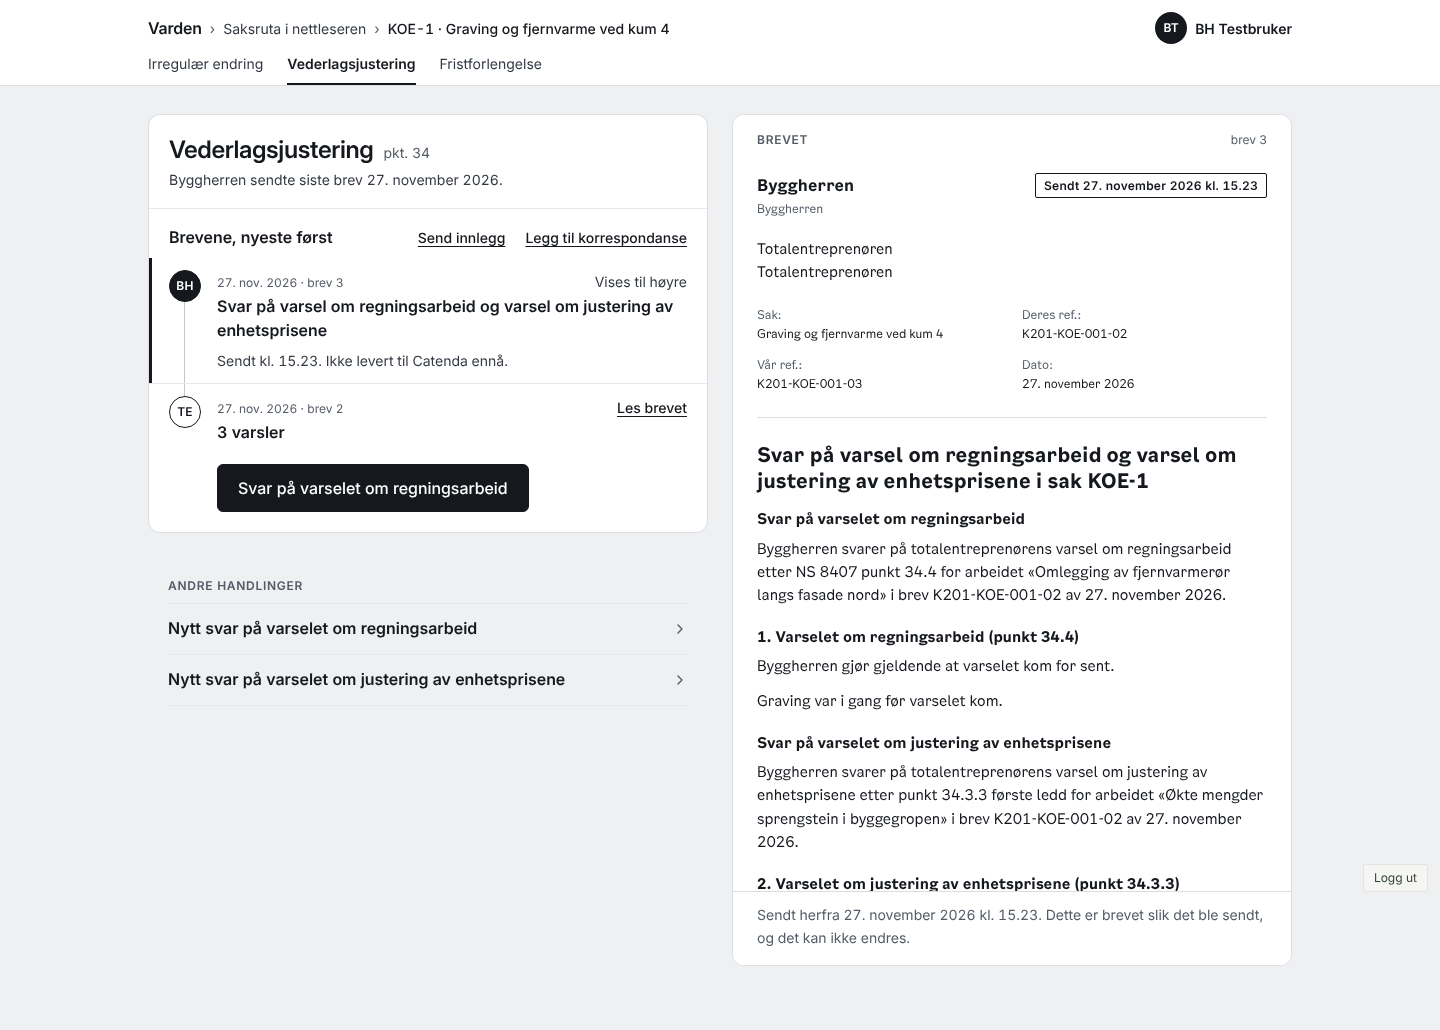 Varden › Saksruta i nettleseren › KOE-1 · Graving og fjernvarme ved kum 4
BT BH Testbruker
Irregulær endring Vederlagsjustering Fristforlengelse
Vederlagsjustering pkt. 34
Byggherren sendte siste brev 27. november 2026.
Brevene, nyeste først Send innlegg Legg til korrespondanse
BH 27. nov. 2026 · brev 3 Vises til høyre
Svar på varsel om regningsarbeid og varsel om justering av
enhetsprisene
Sendt kl. 15.23. Ikke levert til Catenda ennå.
TE 27. nov. 2026 · brev 2 Les brevet
3 varsler
Svar på varselet om regningsarbeid
ANDRE HANDLINGER
Nytt svar på varselet om regningsarbeid
Nytt svar på varselet om justering av enhetsprisene
BREVET brev 3
Byggherren Sendt 27. november 2026 kl. 15.23
Byggherren
Totalentreprenøren
Totalentreprenøren
Sak: Deres ref.:
Graving og fjernvarme ved kum 4 K201-KOE-001-02
Vår ref.: Dato:
K201-KOE-001-03 27. november 2026
Svar på varsel om regningsarbeid og varsel om
justering av enhetsprisene i sak KOE-1
Svar på varselet om regningsarbeid
Byggherren svarer på totalentreprenørens varsel om regningsarbeid
etter NS 8407 punkt 34.4 for arbeidet «Omlegging av fjernvarmerør
langs fasade nord» i brev K201-KOE-001-02 av 27. november 2026.
1. Varselet om regningsarbeid (punkt 34.4)
Byggherren gjør gjeldende at varselet kom for sent.
Graving var i gang før varselet kom.
Svar på varselet om justering av enhetsprisene
Byggherren svarer på totalentreprenørens varsel om justering av
enhetsprisene etter punkt 34.3.3 første ledd for arbeidet «Økte mengder
sprengstein i byggegropen» i brev K201-KOE-001-02 av 27. november
2026.
2. Varselet om justering av enhetsprisene (punkt 34.3.3)
Sendt herfra 27. november 2026 kl. 15.23. Dette er brevet slik det ble sendt,
og det kan ikke endres.
Logg ut